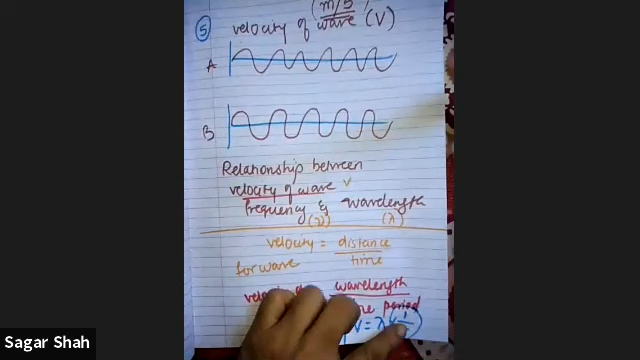 (m/s)
5 velocity of wave (V)
A
B
Relationship between
velocity of wave v
frequency & wavelength
(ν) (λ)
velocity = distance
time
for wave
wavelength
period
V = λ
Sagar Shah